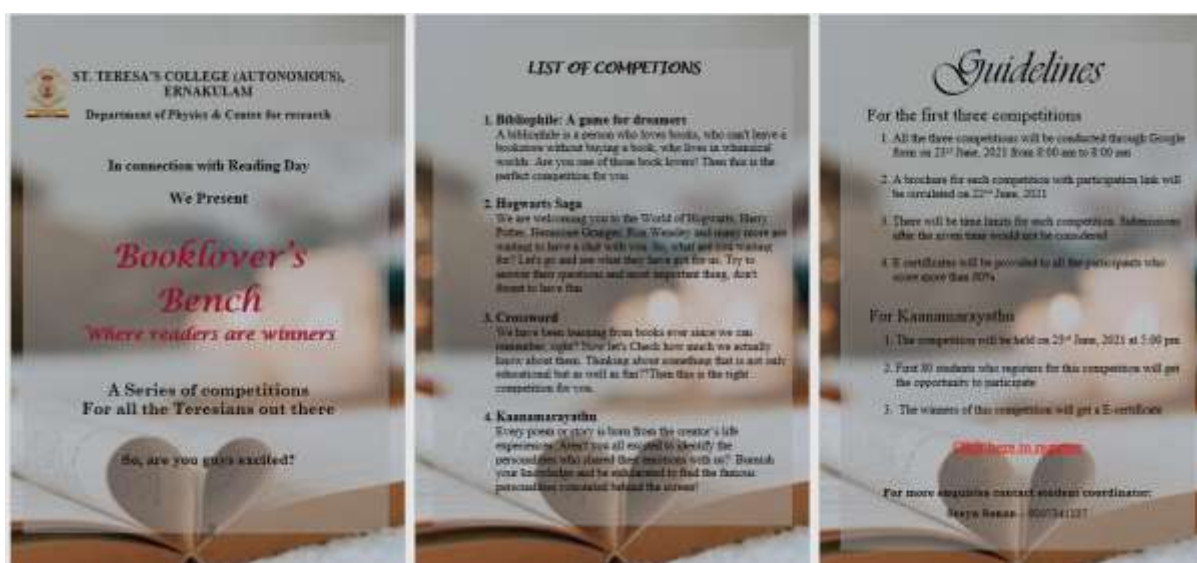 ST. TERESA'S COLLEGE (AUTONOMOUS),
ERNAKULAM
Department of Physics & Centre for research
In connection with Reading Day
We Present
Booklover's
Bench
Where readers are winners
A Series of competitions
For all the Teresians out there
So, are you guys excited?
LIST OF COMPETIONS
1. Bibliophile: A game for dreamers
A bibliophile is a person who loves books, who can't leave a
bookstore without buying a book, who lives in whimsical
worlds. Are you one of those book lovers? Then this is the
perfect competition for you.
2. Hogwarts Saga
We are welcoming you to the World of Hogwarts, Harry
Potter, Hermione Granger, Ron Weasley and many more are
waiting to have a chat with you. So, what are you waiting
for? Let's go and see what they have got for us. Try to
answer their questions and most important thing, don't
forget to have fun
3. Crossword
We have been learning from books ever since we can
remember, right? Now let's Check how much we actually
know about them. Thinking about something that is not only
educational but as well as fun??Then this is the right
competition for you.
4. Kaanamarayathu
Every poem or story is born from the creator's life
experiences. Aren't you all excited to identify the
personalities who shared their emotions with us? Burnish
your knowledge and be to find the famous
personalities concealed behind the screen!
Guidelines
For the first three competitions
1. All the three competitions will be conducted through Google
form on 23rd June, 2021 from 8:00 am to 8:00 pm
2. A brochure for each competition with participation link will
be circulated on 22nd June, 2021
3. There will be time limits for each competition. Submissions
after the given time would not be considered
4. E certificates will be provided to all the participants who
score more than 80%
For Kaanamarayathu
1. The competition will be held on 23rd June, 2021 at 5:00 pm
2. First 80 students who registers for this competition will get
the opportunity to participate
3. The winners of this competition will get a E-certificate
Click here to register
For more enquiries contact student coordinator: